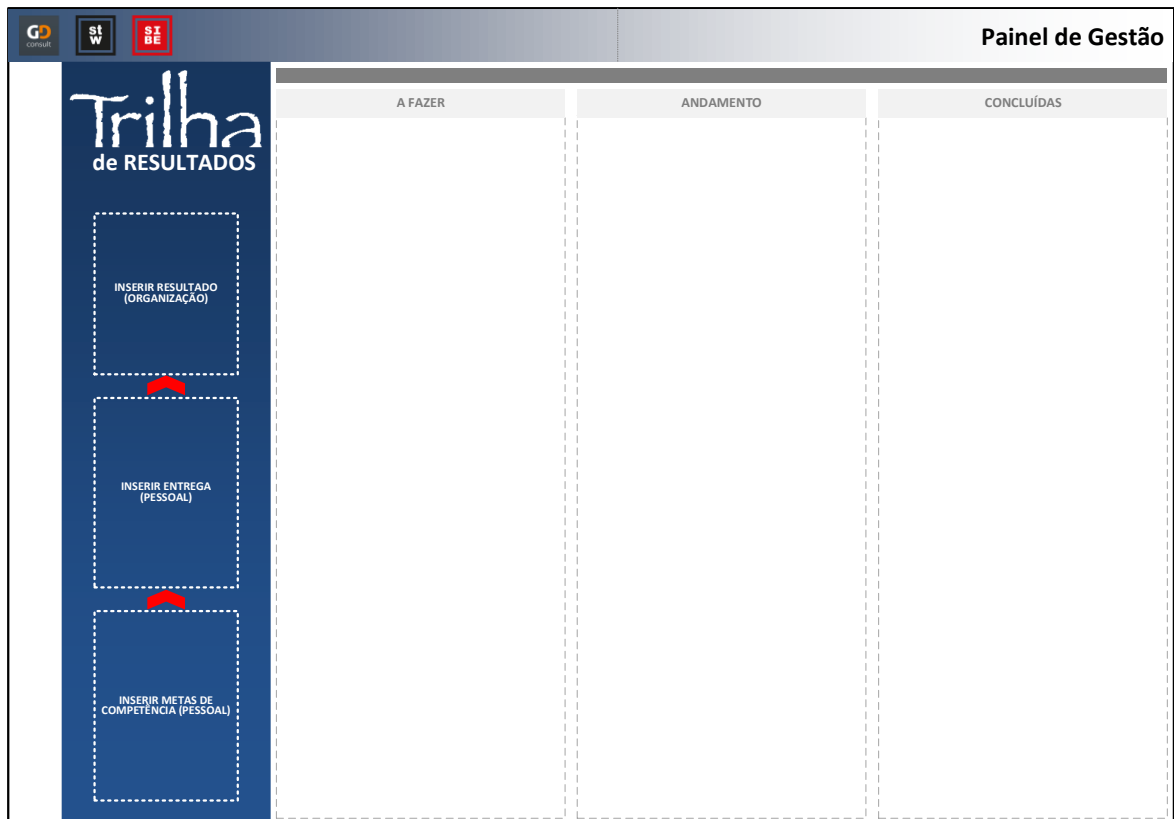 GD
consult
st
W
SI
BE
Painel de Gestão
Trilha
de RESULTADOS
A FAZER
ANDAMENTO
CONCLUÍDAS
INSERIR RESULTADO
(ORGANIZAÇÃO)
INSERIR ENTREGA
(PESSOAL)
INSERIR METAS DE
COMPETÊNCIA (PESSOAL)